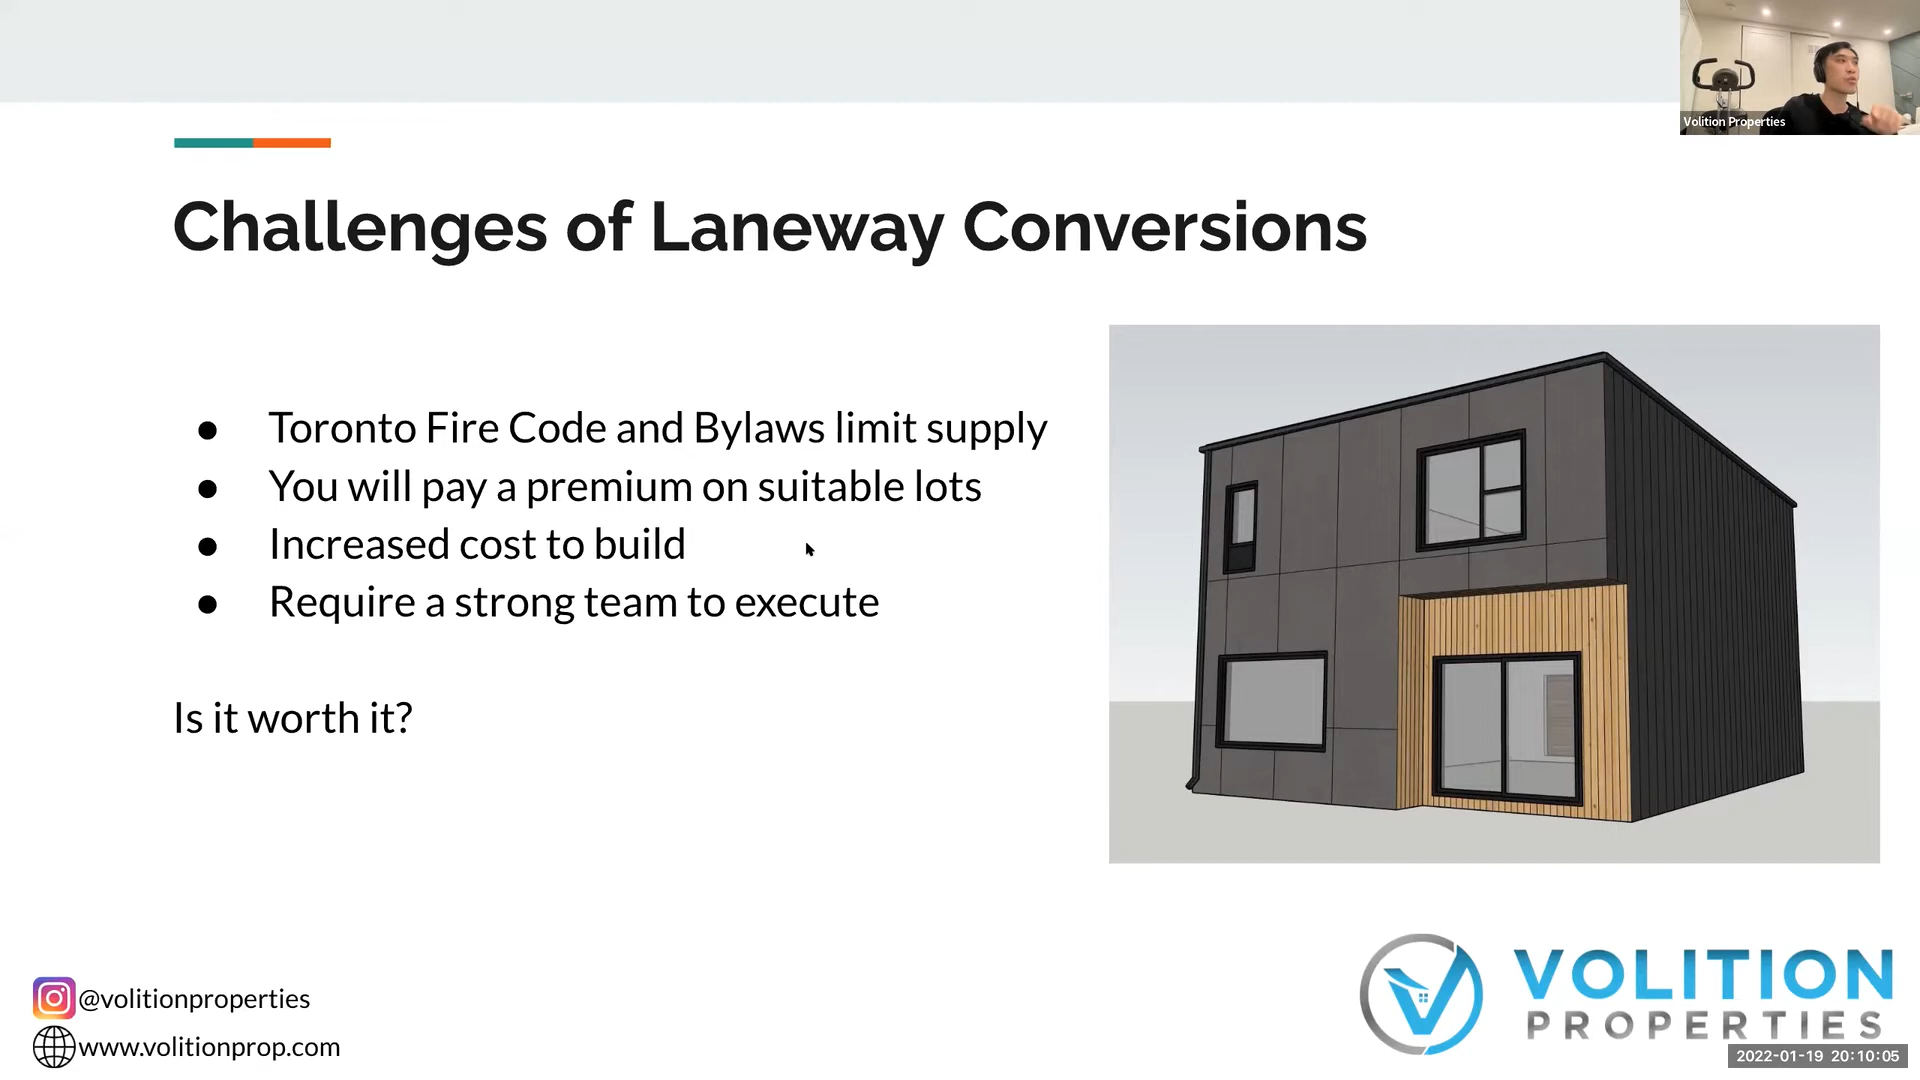 Volition Properties
Challenges of Laneway Conversions
● Toronto Fire Code and Bylaws limit supply
● You will pay a premium on suitable lots
● Increased cost to build
● Require a strong team to execute
Is it worth it?
@volitionproperties
www.volitionprop.com
VOLITION
PROPERTIES
2022-01-19 20:10:05